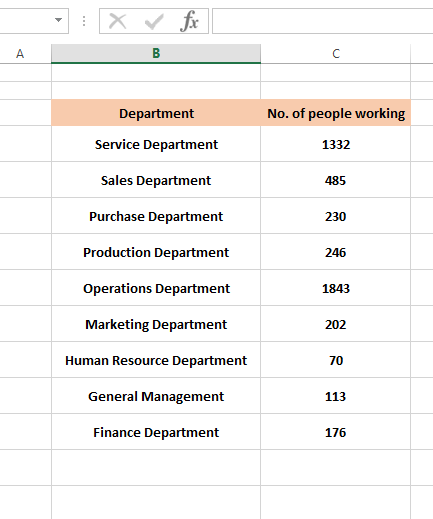 fx
A B C
Department No. of people working
Service Department 1332
Sales Department 485
Purchase Department 230
Production Department 246
Operations Department 1843
Marketing Department 202
Human Resource Department 70
General Management 113
Finance Department 176